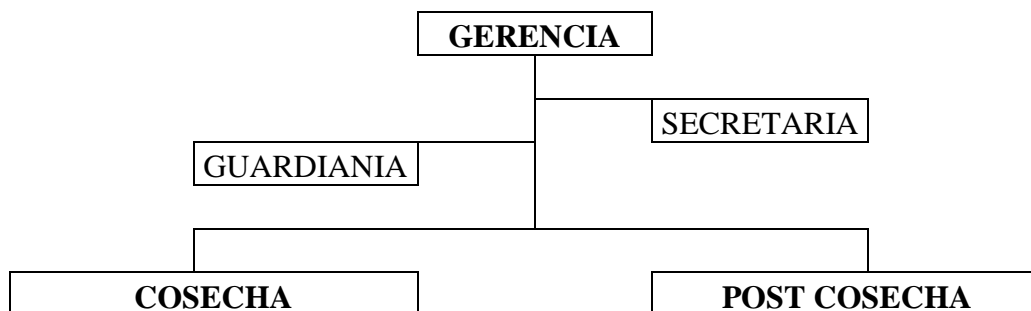 GERENCIA
SECRETARIA
GUARDIANIA
COSECHA
POST COSECHA